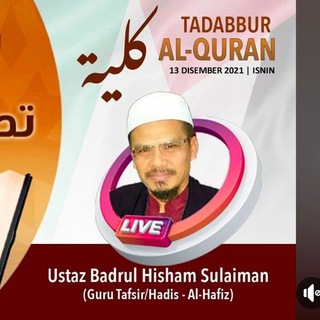 كلية
TADABBUR
AL-QURAN
13 DISEMBER 2021 | ISNIN
LIVE
Ustaz Badrul Hisham Sulaiman
(Guru Tafsir/Hadis - Al-Hafiz)